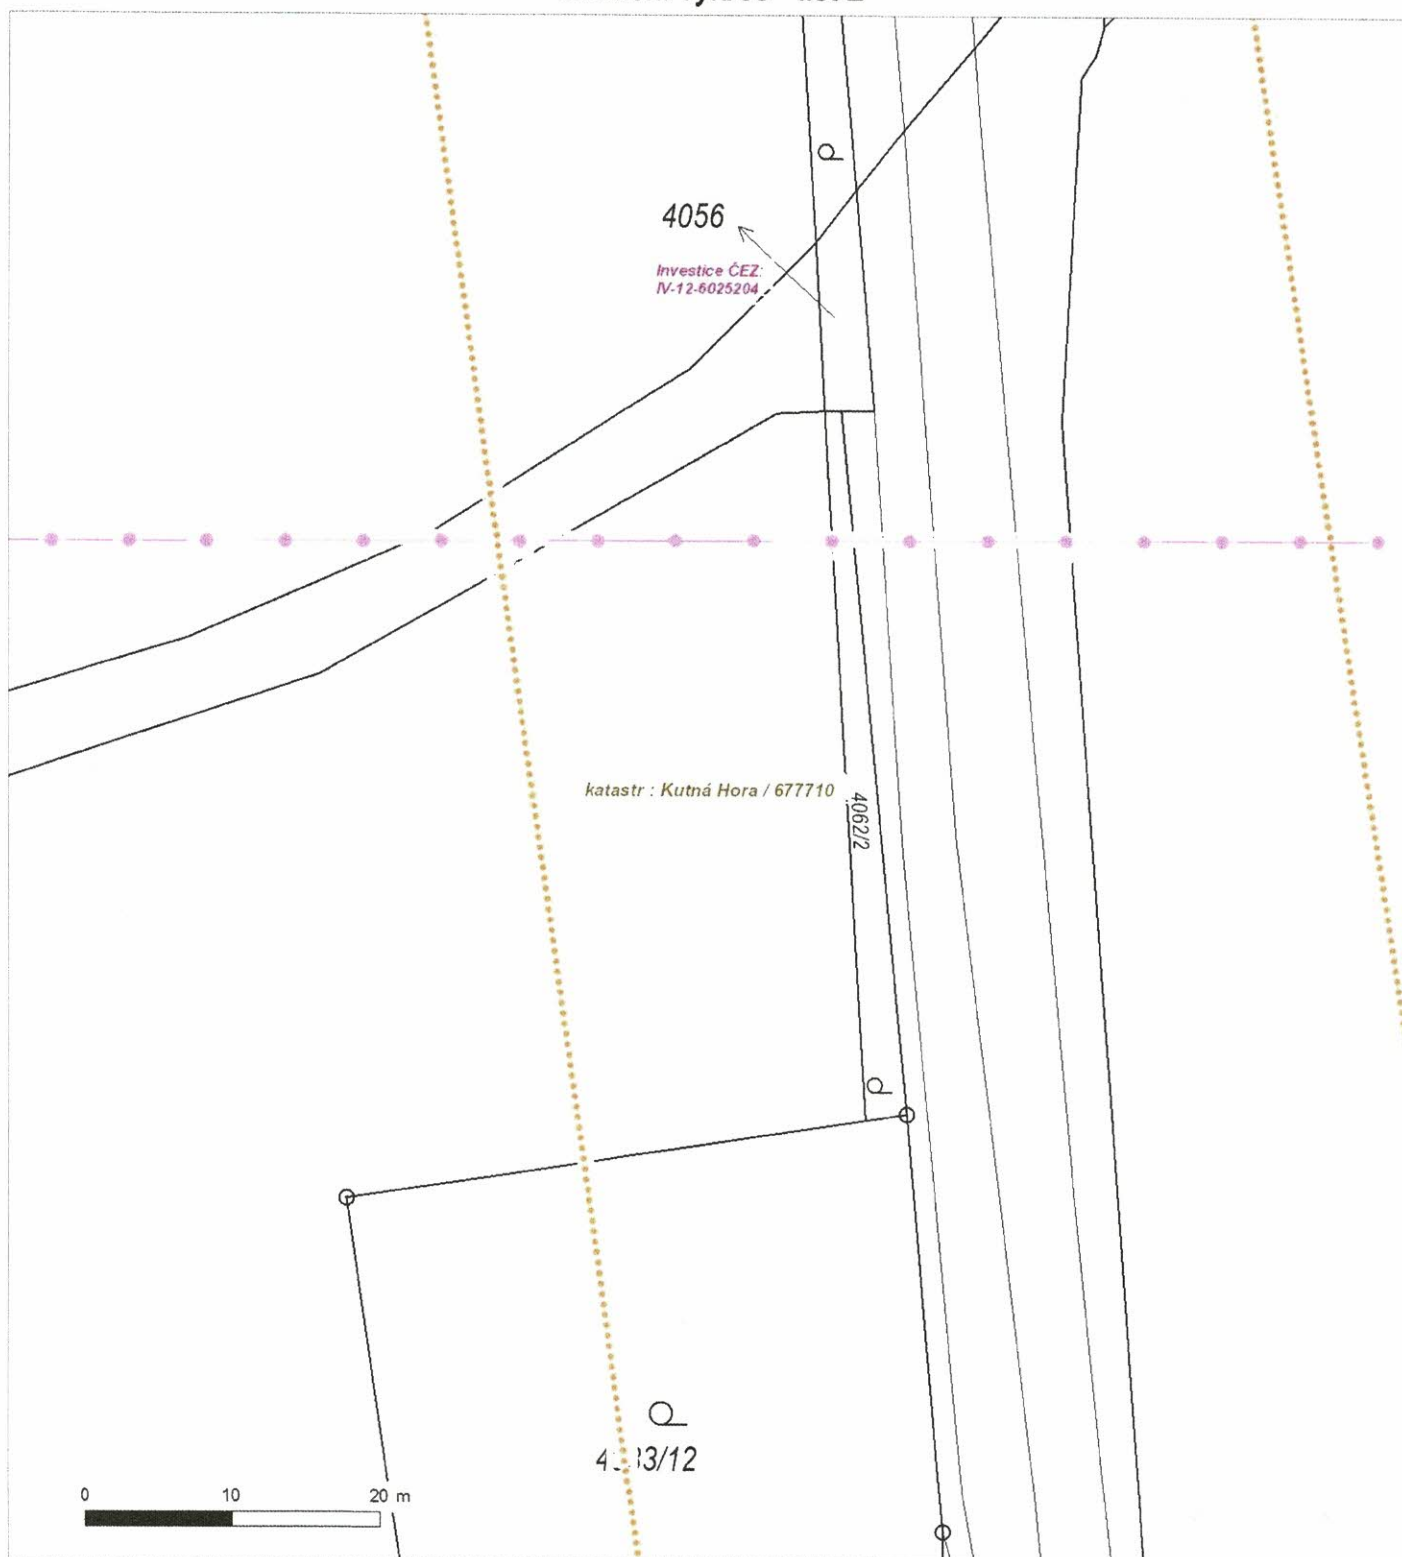 4056
Investice ČEZ:
IV-12-6025204
katastr : Kutná Hora / 677710
4062/2
0 10 20 m